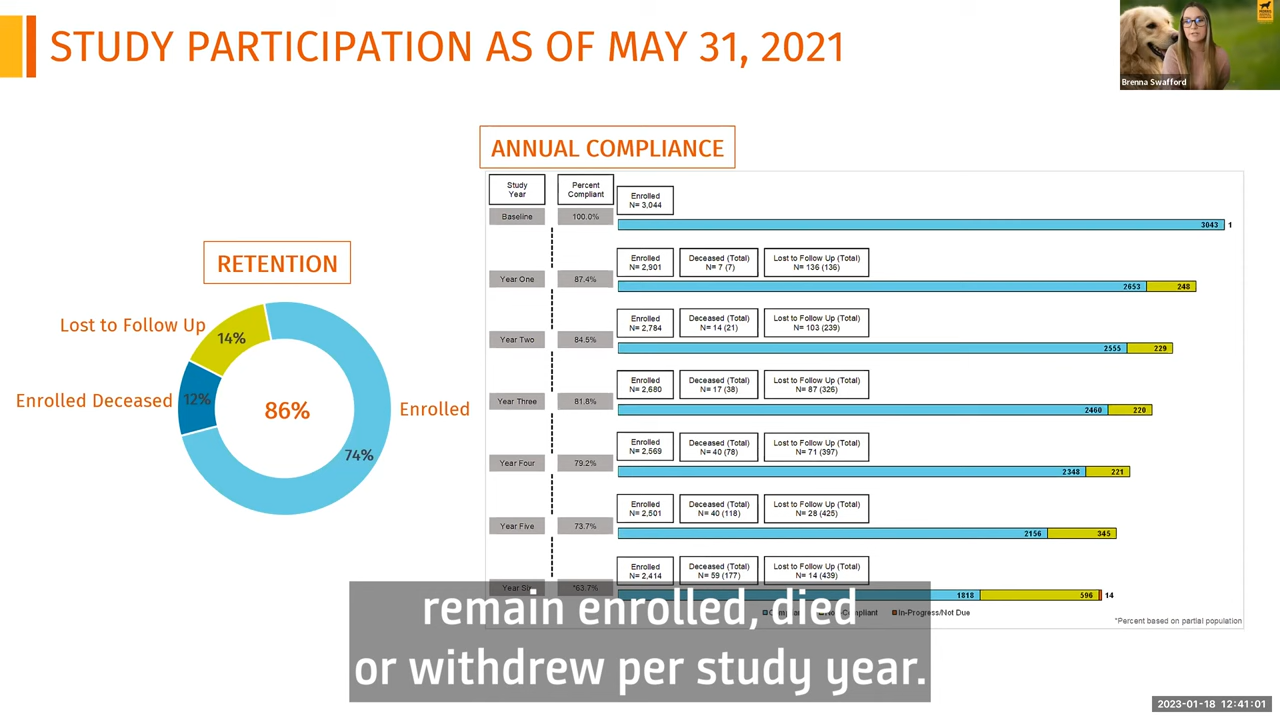 STUDY PARTICIPATION AS OF MAY 31, 2021
Brenna Swafford
ANNUAL COMPLIANCE
RETENTION
Lost to Follow Up
14%
Enrolled Deceased
12%
86%
Enrolled
74%
Study
Year
Percent
Compliant
Enrolled
N= 3,044
Baseline
100.0%
3043
1
Enrolled
N= 2,901
Deceased (Total)
N= 7 (7)
Lost to Follow Up (Total)
N= 136 (136)
Year One
87.4%
2653
248
Enrolled
N= 2,784
Deceased (Total)
N= 14 (21)
Lost to Follow Up (Total)
N= 103 (239)
Year Two
84.5%
2555
229
Enrolled
N= 2,680
Deceased (Total)
N= 17 (38)
Lost to Follow Up (Total)
N= 87 (326)
Year Three
81.8%
2460
220
Enrolled
N= 2,569
Deceased (Total)
N= 40 (78)
Lost to Follow Up (Total)
N= 71 (397)
Year Four
79.2%
2348
221
Enrolled
N= 2,501
Deceased (Total)
N= 40 (118)
Lost to Follow Up (Total)
N= 28 (425)
Year Five
73.7%
2156
345
Enrolled
N= 2,414
Deceased (Total)
N= 59 (177)
Lost to Follow Up (Total)
N= 14 (439)
Year Six
*63.7%
1818
596
14
In-Progress/Not Due
*Percent based on partial population
remain enrolled, died
or withdrew per study year.
2023-01-18 12:41:01